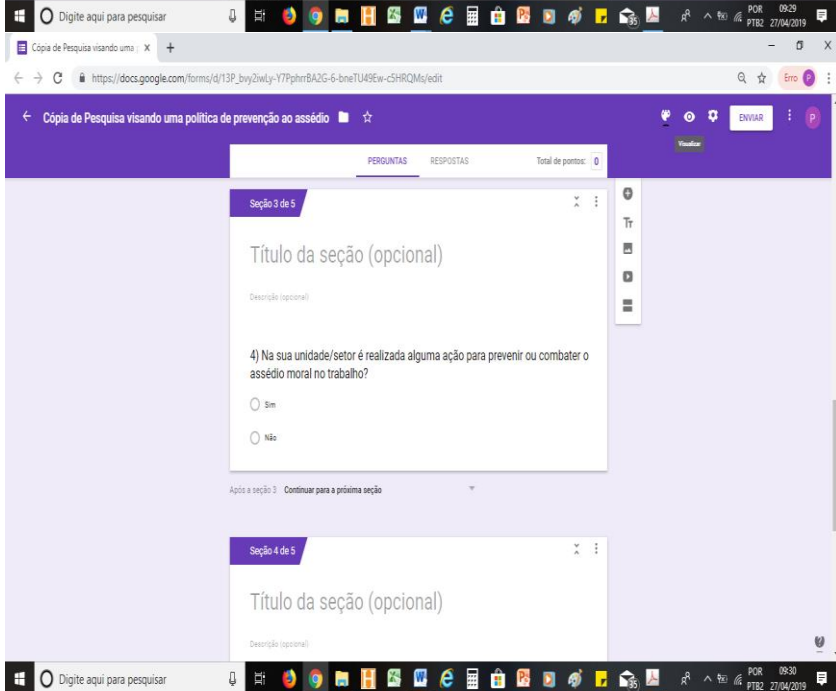 Digite aqui para pesquisar
95
POR 09:29
PTB2 27/04/2019
Cópia de Pesquisa visando uma
https://docs.google.com/forms/d/13P_bvy2iwLy-Y7PphrrBA2G-6-bneTU49Ew-cSHRQMs/edit
Erro P
Cópia de Pesquisa visando uma política de prevenção ao assédio
ENVIAR
P
Visualizar
PERGUNTAS RESPOSTAS Total de pontos: 0
Seção 3 de 5
Título da seção (opcional)
Descrição (opcional)
4) Na sua unidade/setor é realizada alguma ação para prevenir ou combater o
assédio moral no trabalho?
Sim
Não
Após a seção 3 Continuar para a próxima seção
Seção 4 de 5
Título da seção (opcional)
Descrição (opcional)
Digite aqui para pesquisar
95
POR 09:30
PTB2 27/04/2019